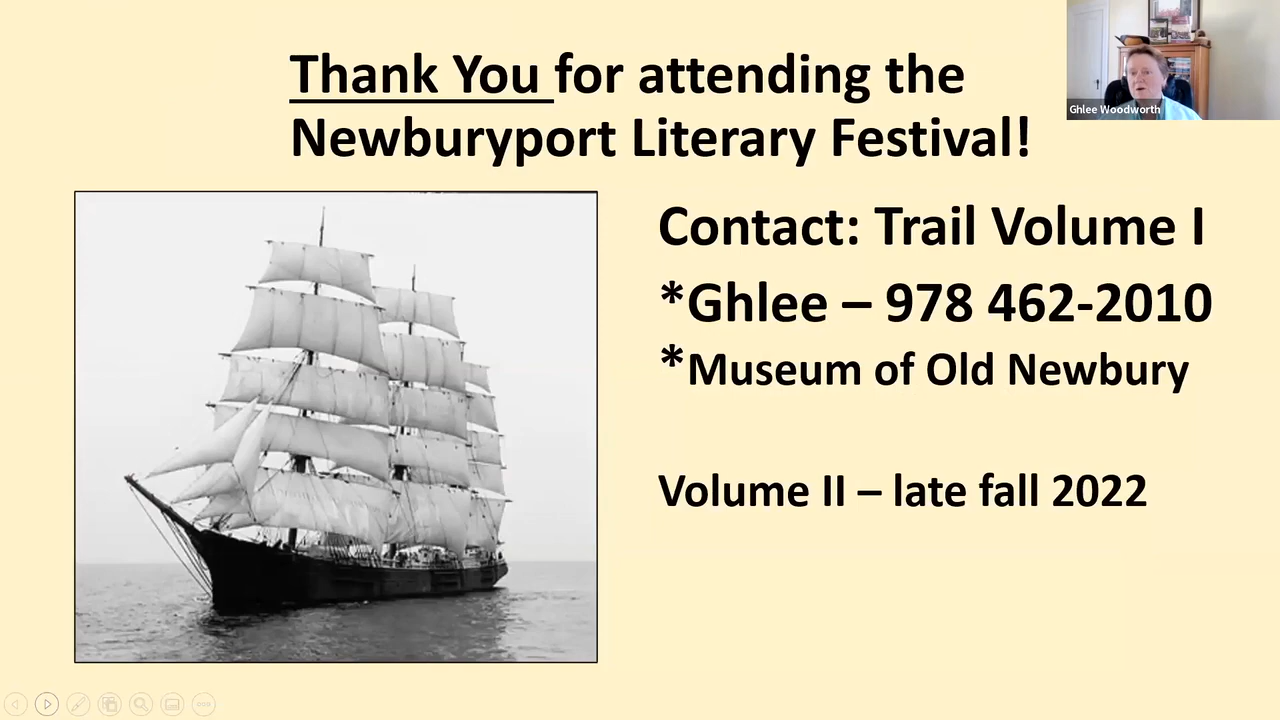 Thank You for attending the
Newburyport Literary Festival!
Ghlee Woodworth
Contact: Trail Volume I
*Ghlee – 978 462-2010
*Museum of Old Newbury
Volume II – late fall 2022